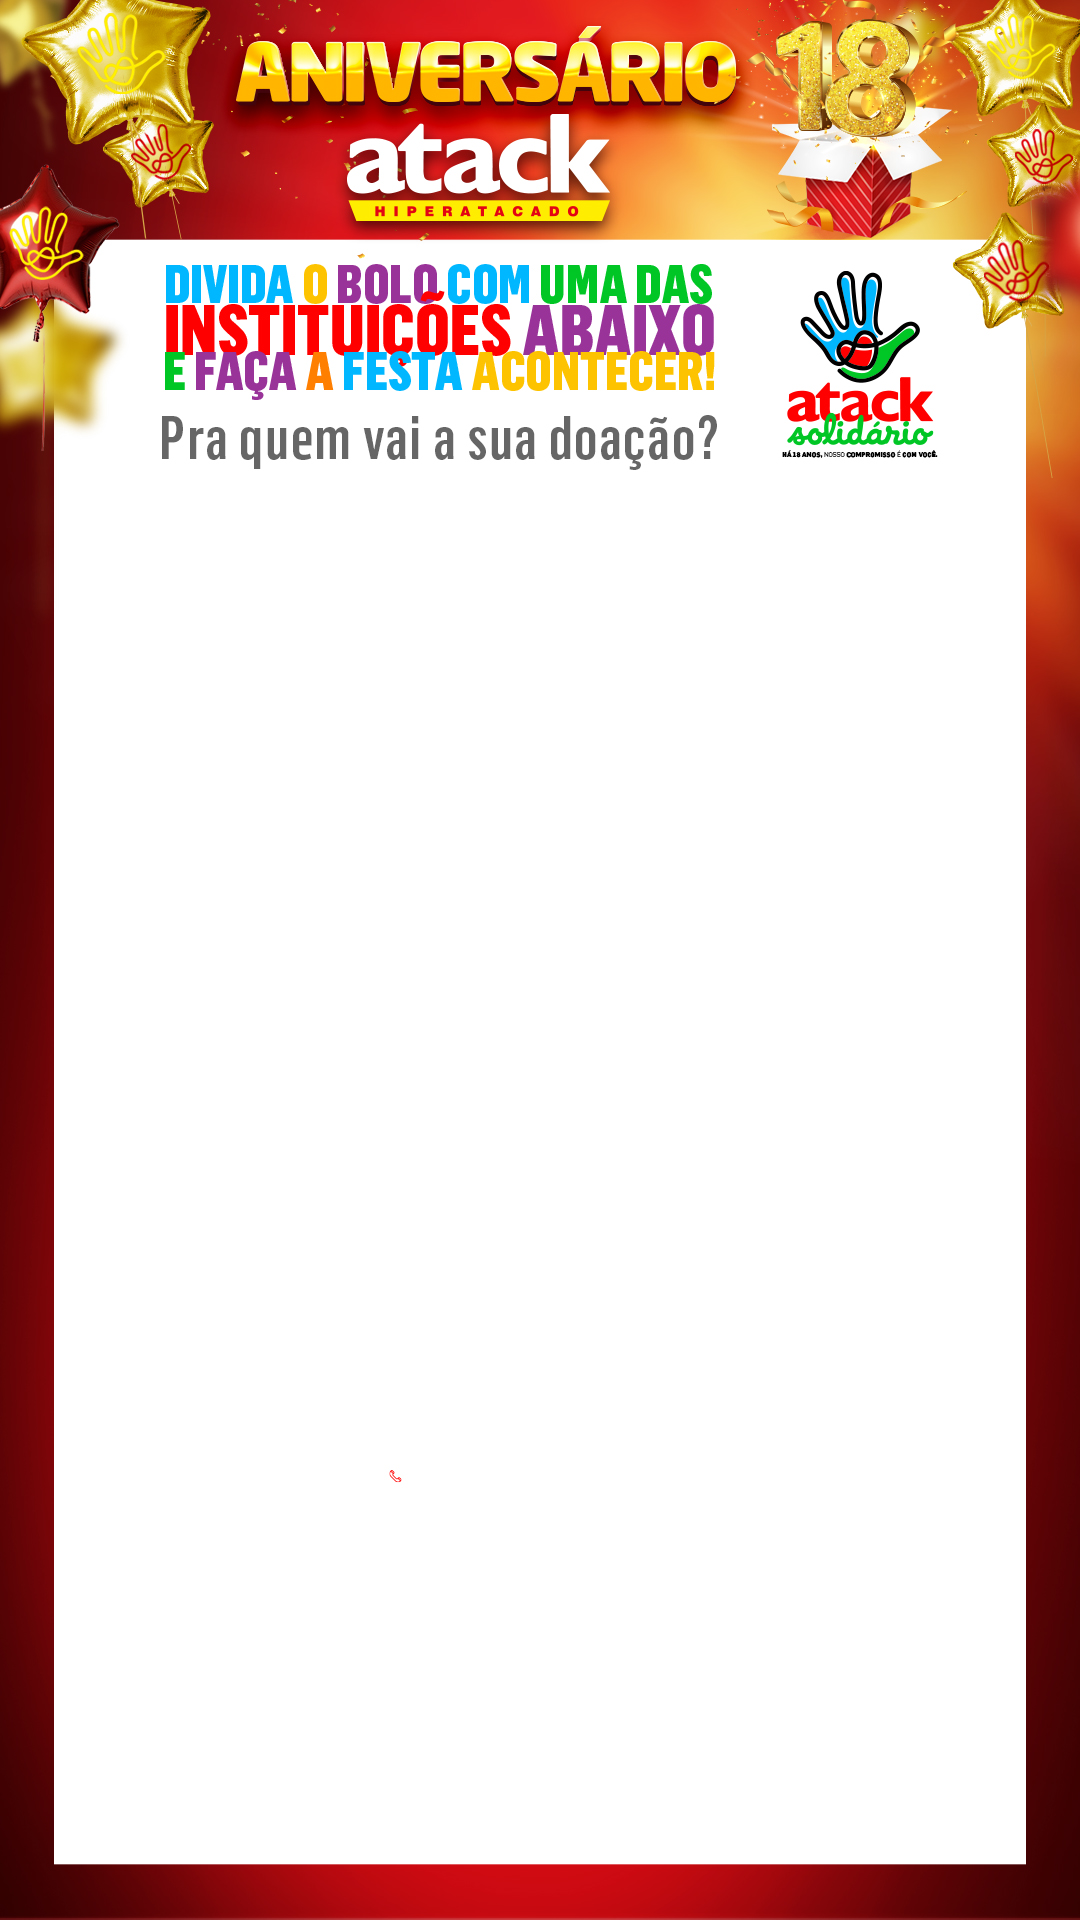 ANIVERSÁRIO
18
atack
HIPERATACADO
DIVIDA O BOLO COM UMA DAS
INSTITUIÇÕES ABAIXO
E FAÇA A FESTA ACONTECER!
Pra quem vai a sua doação?
atack
solidário
HÁ 18 ANOS, NOSSO COMPROMISSO É COM VOCÊ.